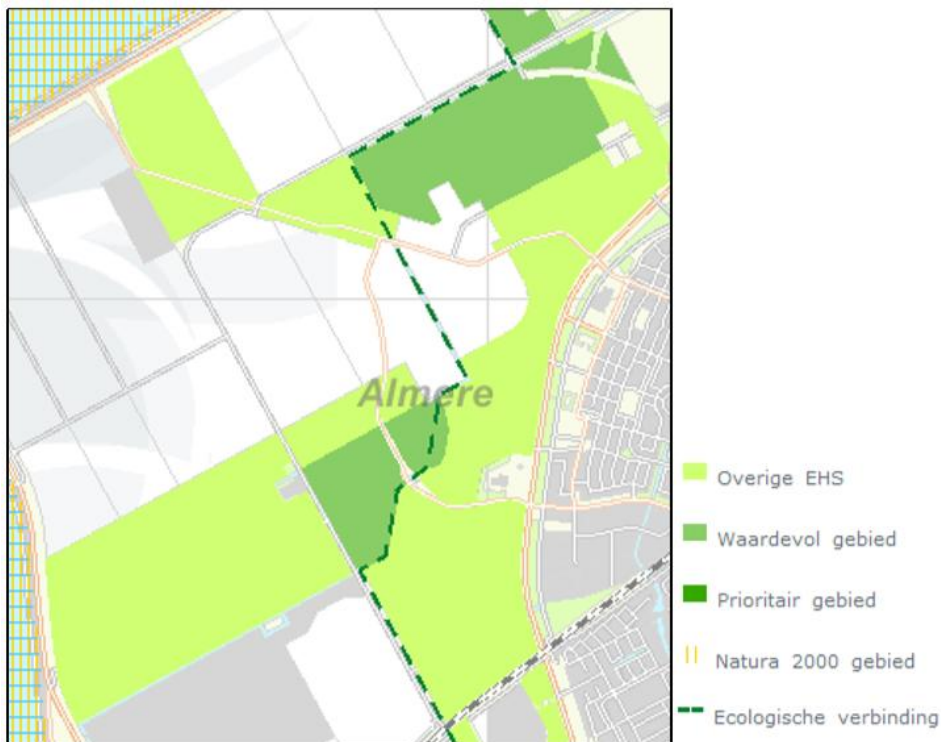 Almere
Overige EHS
Waardevol gebied
Prioritair gebied
Natura 2000 gebied
Ecologische verbinding